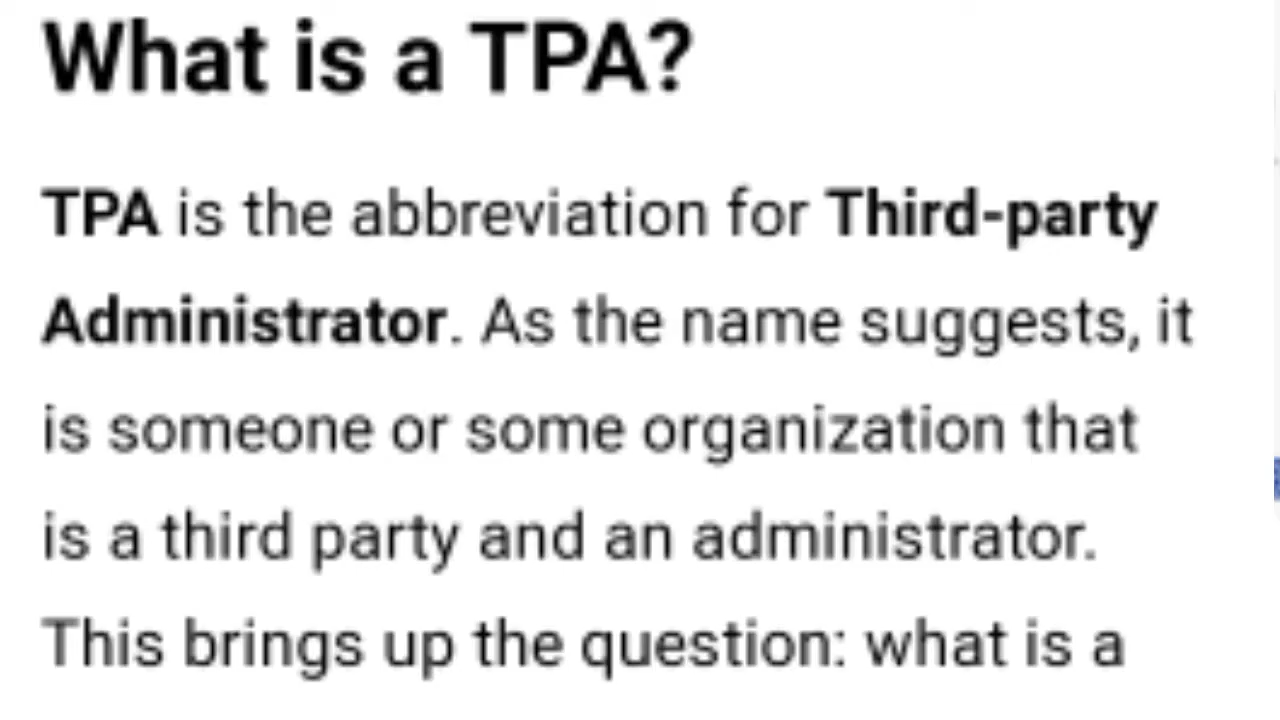 What is a TPA?
TPA is the abbreviation for Third-party
Administrator. As the name suggests, it
is someone or some organization that
is a third party and an administrator.
This brings up the question: what is a